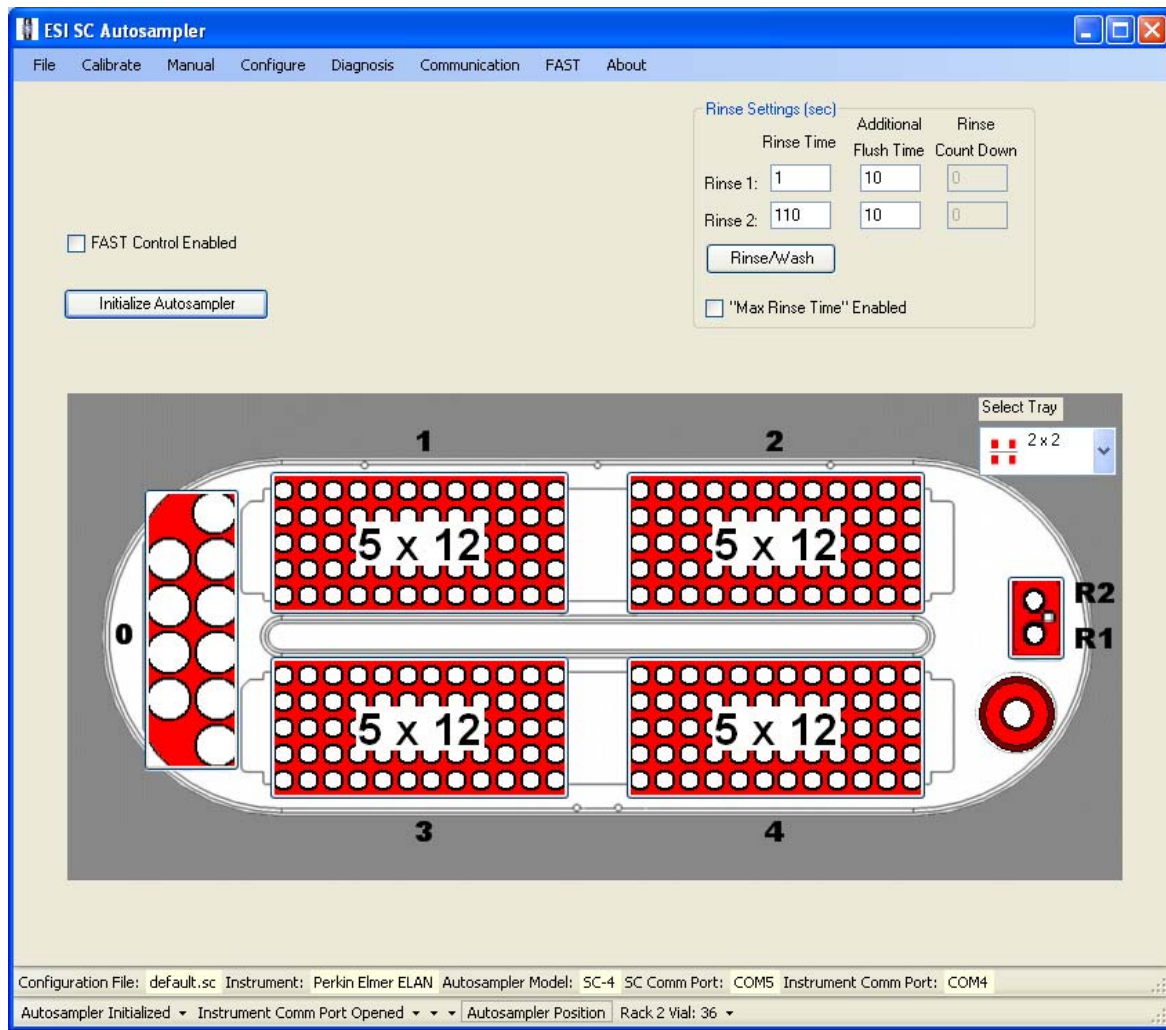 ESI SC Autosampler
File Calibrate Manual Configure Diagnosis Communication FAST About
Rinse Settings (sec)
Rinse Time Additional Flush Time Rinse Count Down
Rinse 1: 1 10 0
Rinse 2: 110 10 0
Rinse/Wash
"Max Rinse Time" Enabled
FAST Control Enabled
Initialize Autosampler
Select Tray
2 x 2
1 2
5 x 12 5 x 12
0
R2
R1
5 x 12 5 x 12
3 4
Configuration File: default.sc Instrument: Perkin Elmer ELAN Autosampler Model: SC-4 SC Comm Port: COM5 Instrument Comm Port: COM4
Autosampler Initialized Instrument Comm Port Opened Autosampler Position Rack 2 Vial: 36